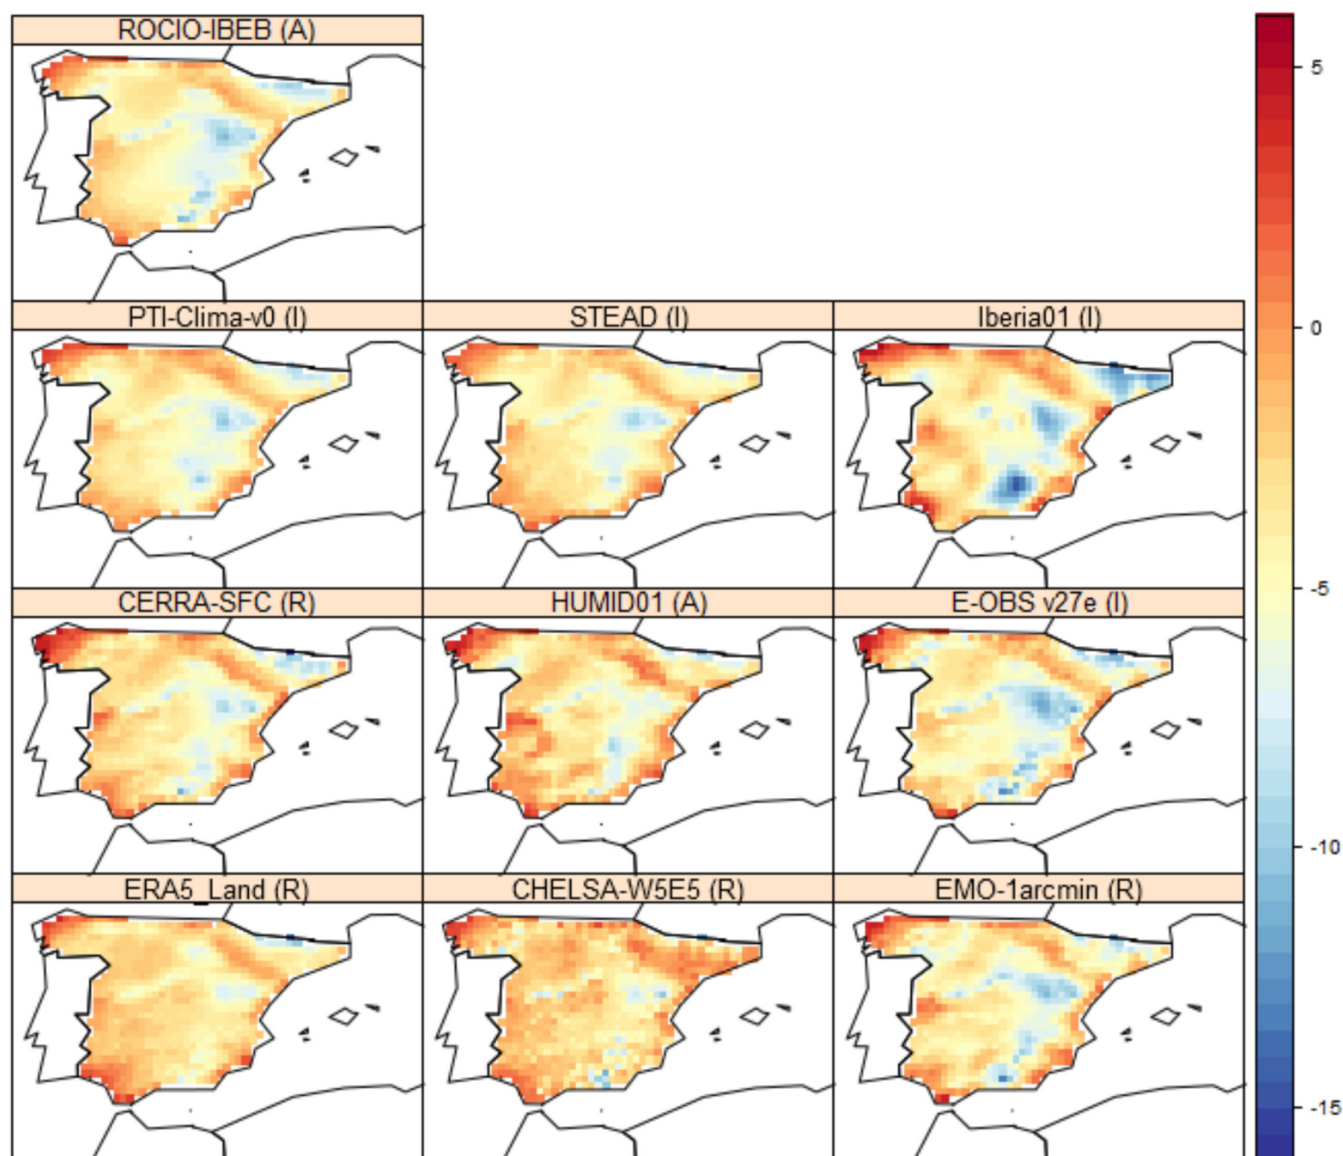 ROCIO-IBEB (A)
PTI-Clima-v0 (I)
STEAD (I)
Iberia01 (I)
CERRA-SFC (R)
HUMID01 (A)
E-OBS v27e (I)
ERA5_Land (R)
CHELSA-W5E5 (R)
EMO-1arcmin (R)
5
0
-5
-10
-15